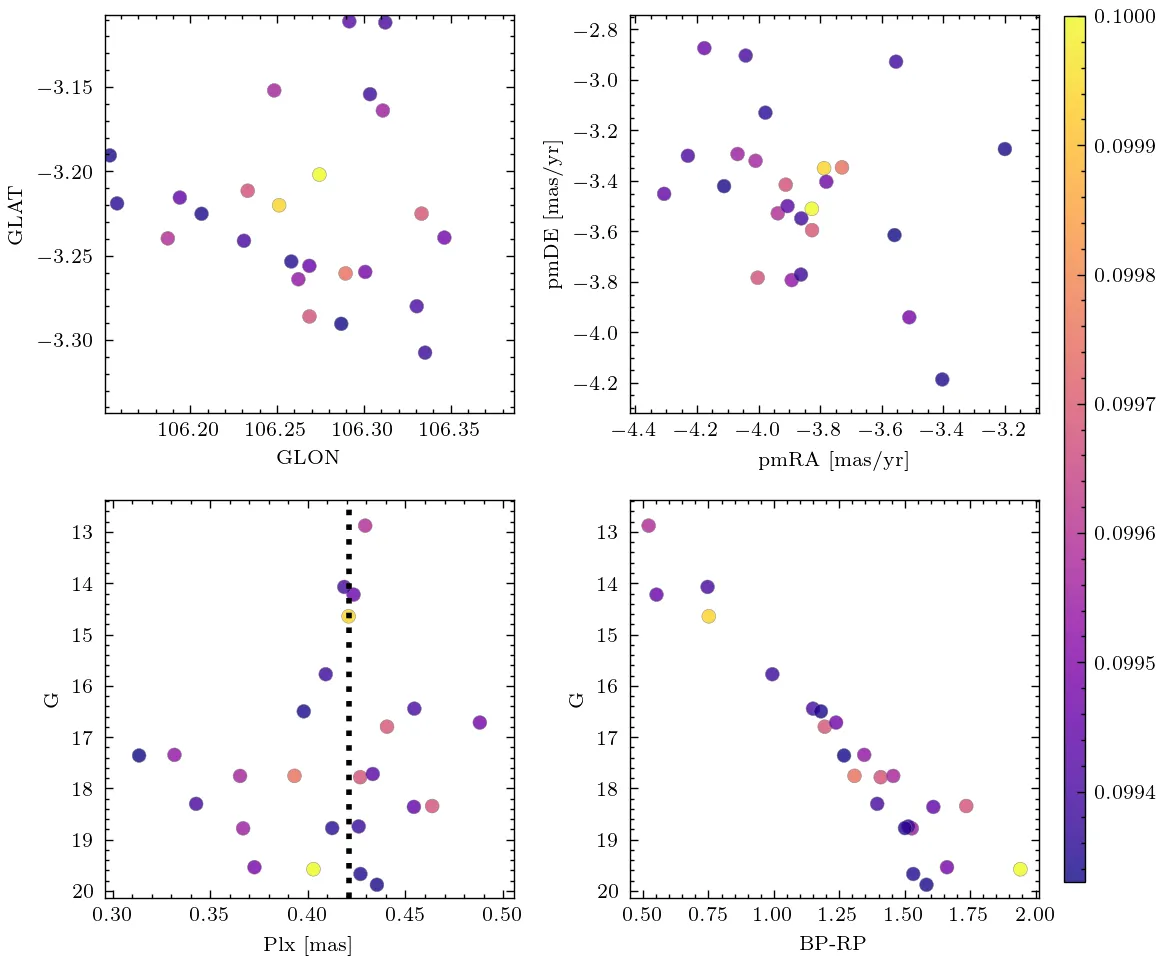 −3.15
−3.20
−3.25
−3.30
GLAT
106.20 106.25 106.30 106.35
GLON
−2.8
−3.0
−3.2
−3.4
−3.6
−3.8
−4.0
−4.2
pmDE [mas/yr]
−4.4 −4.2 −4.0 −3.8 −3.6 −3.4 −3.2
pmRA [mas/yr]
13
14
15
16
17
18
19
20
G
0.30 0.35 0.40 0.45 0.50
Plx [mas]
13
14
15
16
17
18
19
20
G
0.50 0.75 1.00 1.25 1.50 1.75 2.00
BP-RP
0.1000
0.0999
0.0998
0.0997
0.0996
0.0995
0.0994